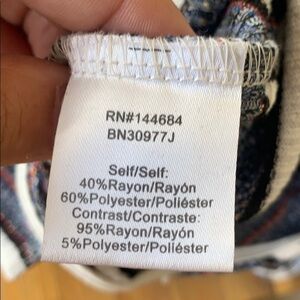 RN#144684
BN30977J
Self/Self:
40%Rayon/Rayón
60%Polyester/Poliéster
Contrast/Contraste:
95%Rayon/Rayón
5%Polyester/Poliéster